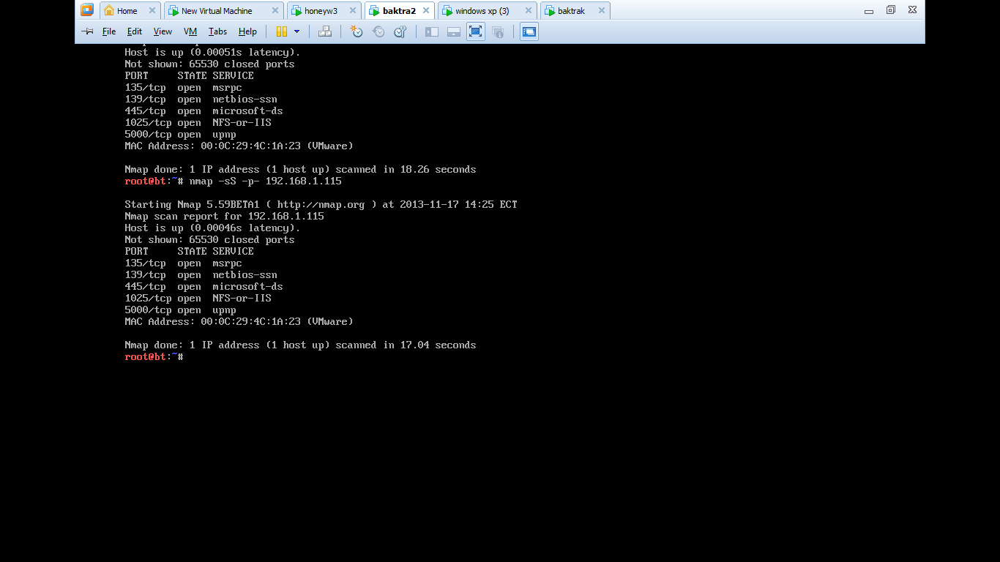 Home New Virtual Machine honeyw3 baktra2 windows xp (3) baktrak
File Edit View VM Tabs Help
Host is up (0.00051s latency).
Not shown: 65530 closed ports
PORT     STATE SERVICE
135/tcp  open  msrpc
139/tcp  open  netbios-ssn
445/tcp  open  microsoft-ds
1025/tcp open  NFS-or-IIS
5000/tcp open  upnp
MAC Address: 00:0C:29:4C:1A:23 (VMware)
Nmap done: 1 IP address (1 host up) scanned in 18.26 seconds
root@bt:~# nmap -sS -p- 192.168.1.115
Starting Nmap 5.59BETA1 ( http://nmap.org ) at 2013-11-17 14:25 ECT
Nmap scan report for 192.168.1.115
Host is up (0.00046s latency).
Not shown: 65530 closed ports
PORT     STATE SERVICE
135/tcp  open  msrpc
139/tcp  open  netbios-ssn
445/tcp  open  microsoft-ds
1025/tcp open  NFS-or-IIS
5000/tcp open  upnp
MAC Address: 00:0C:29:4C:1A:23 (VMware)
Nmap done: 1 IP address (1 host up) scanned in 17.04 seconds
root@bt:~#